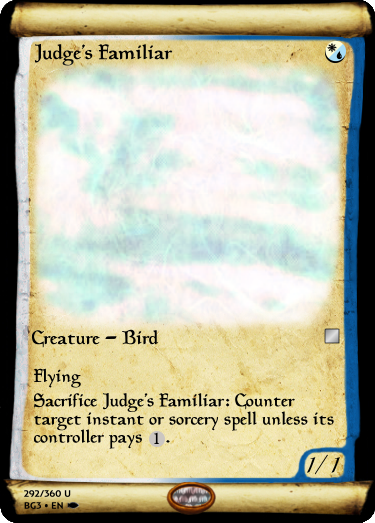 Judge's Familiar
Creature – Bird
Flying
Sacrifice Judge's Familiar: Counter
target instant or sorcery spell unless its
controller pays 1.
1/1
292/360 U
BG3 • EN